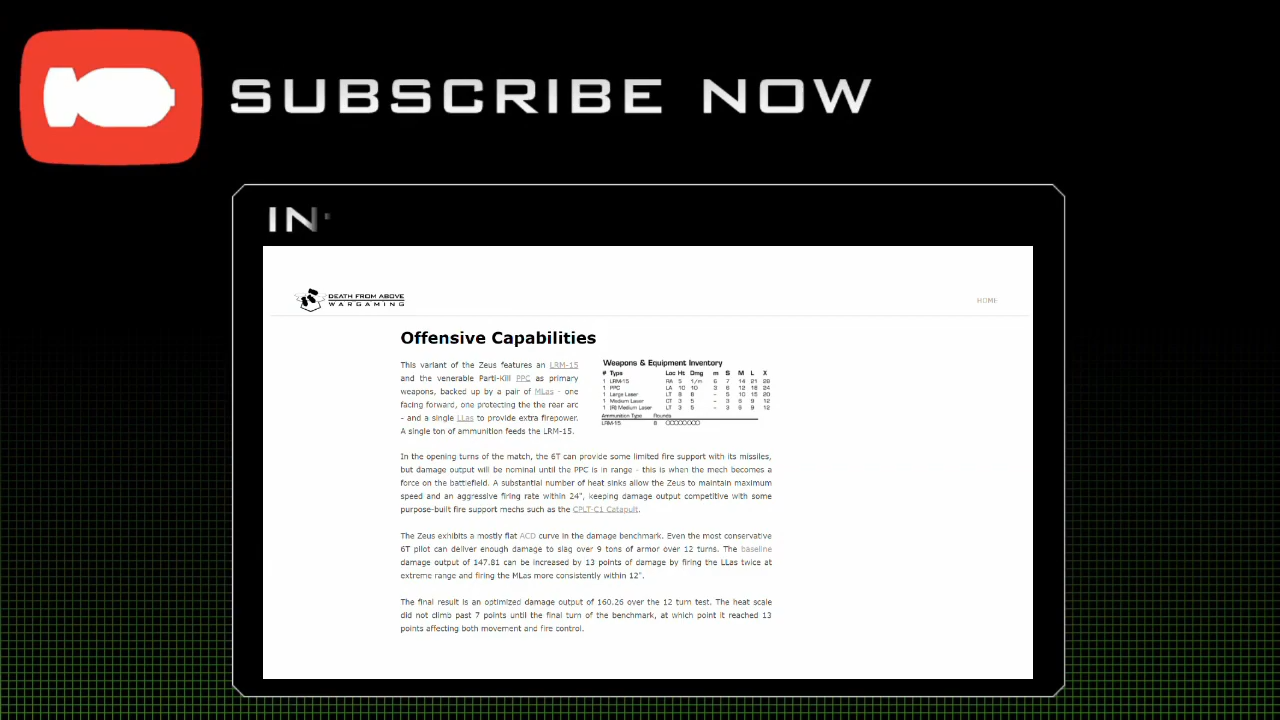 SUBSCRIBE NOW
IN
DEATH FROM ABOVE
WARGAMING
HOME
Offensive Capabilities
This variant of the Zeus features an LRM-15
and the venerable Parti-Kill PPC as primary
weapons, backed up by a pair of MLas - one
facing forward, one protecting the the rear arc
- and a single LLas to provide extra firepower.
A single ton of ammunition feeds the LRM-15.
Weapons & Equipment Inventory
# Type Loc Ht Dmg m S M L X
1 LRM-15 RA 5 1/m 6 7 14 21 28
1 PPC LA 10 10 3 6 12 18 24
1 Large Laser LT 8 8 - 5 10 15 20
1 Medium Laser CT 3 5 - 3 6 9 12
1 (R) Medium Laser LT 3 5 - 3 6 9 12
Ammunition Type Rounds
LRM-15 8 OOOOOOOO
In the opening turns of the match, the 6T can provide some limited fire support with its missiles,
but damage output will be nominal until the PPC is in range - this is when the mech becomes a
force on the battlefield. A substantial number of heat sinks allow the Zeus to maintain maximum
speed and an aggressive firing rate within 24", keeping damage output competitive with some
purpose-built fire support mechs such as the CPLT-C1 Catapult.
The Zeus exhibits a mostly flat ACD curve in the damage benchmark. Even the most conservative
6T pilot can deliver enough damage to slag over 9 tons of armor over 12 turns. The baseline
damage output of 147.81 can be increased by 13 points of damage by firing the LLas twice at
extreme range and firing the MLas more consistently within 12".
The final result is an optimized damage output of 160.26 over the 12 turn test. The heat scale
did not climb past 7 points until the final turn of the benchmark, at which point it reached 13
points affecting both movement and fire control.